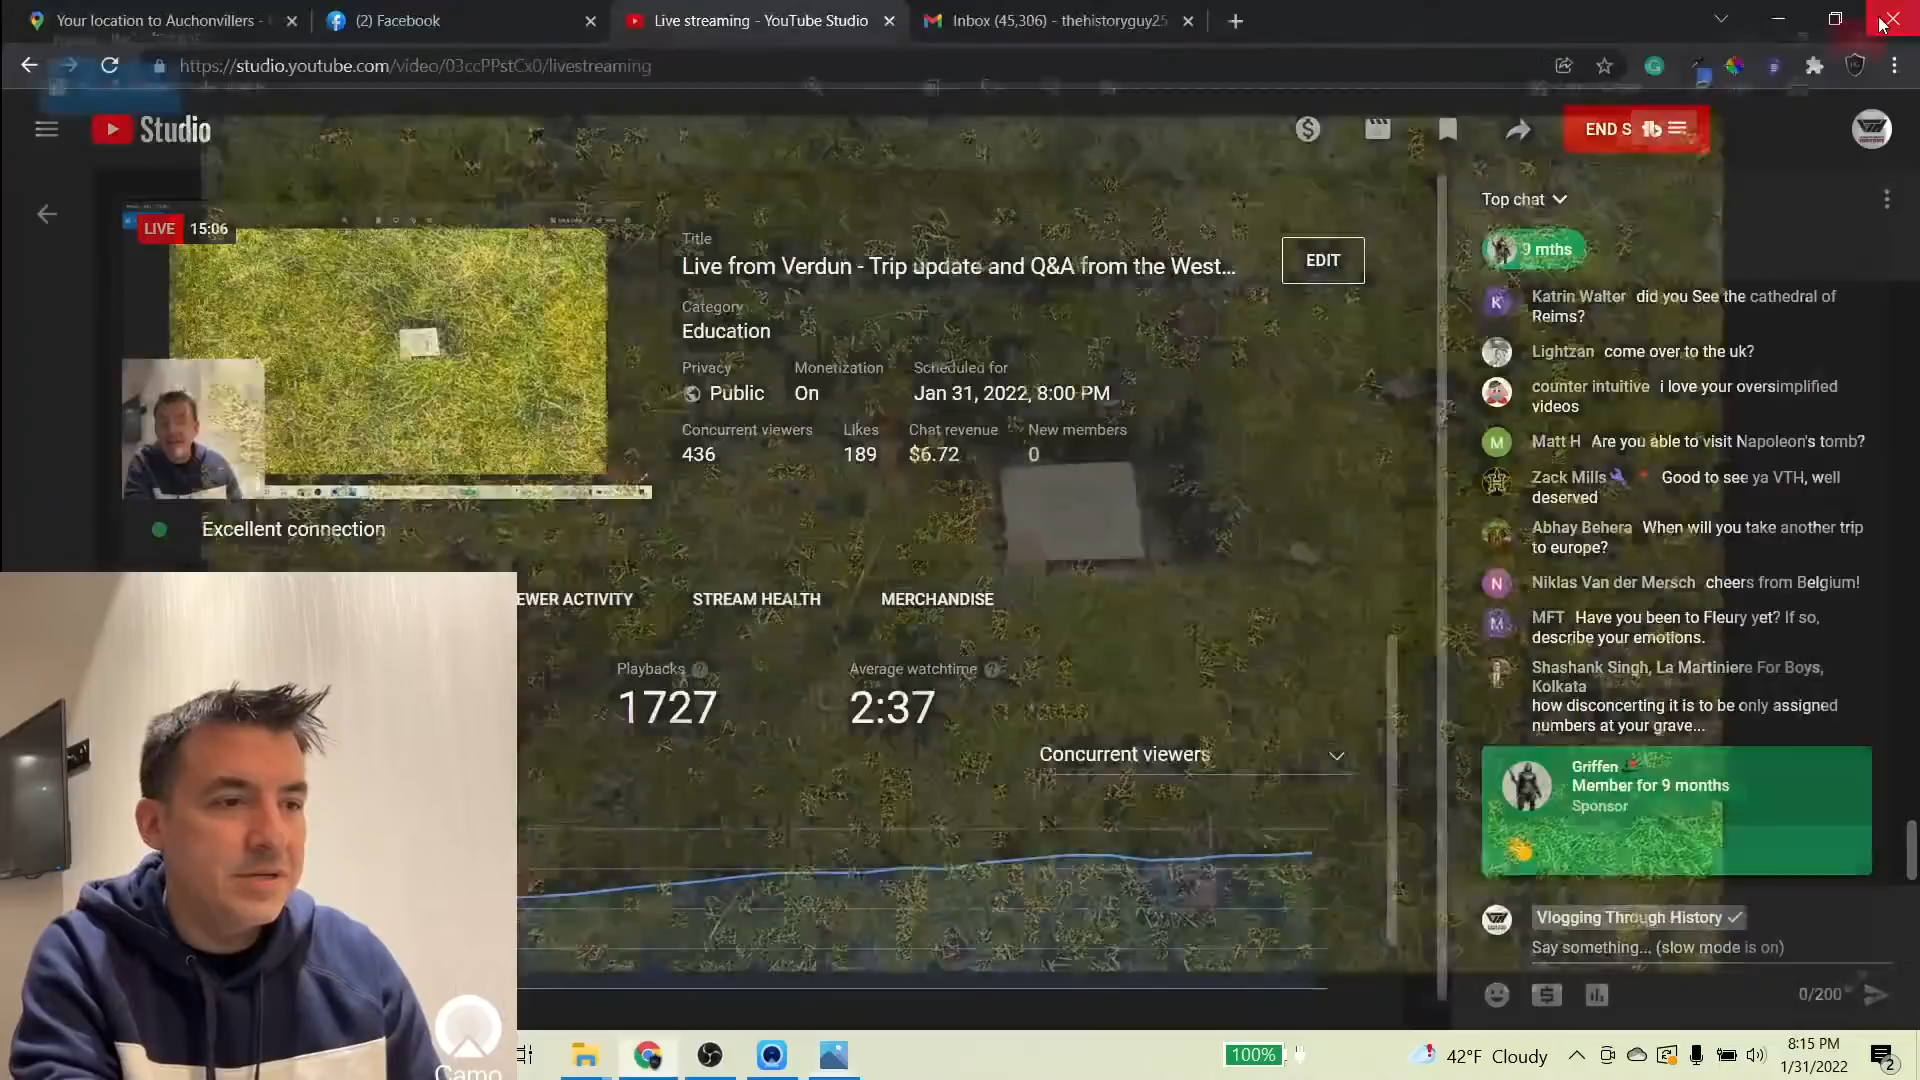 Your location to Auchonvillers -
(2) Facebook
Live streaming - YouTube Studio
Inbox (45,306) - thehistoryguy25
https://studio.youtube.com/video/03ccPPstCx0/livestreaming
Studio
END S
LIVE 15:06
Title
Live from Verdun - Trip update and Q&A from the West...
EDIT
Category
Education
Privacy Monetization Scheduled for
Public On Jan 31, 2022, 8:00 PM
Concurrent viewers Likes Chat revenue New members
436 189 $6.72 0
Excellent connection
EWER ACTIVITY STREAM HEALTH MERCHANDISE
Playbacks Average watchtime
1727 2:37
Concurrent viewers
Top chat
9 mths
Katrin Walter did you See the cathedral of
Reims?
Lightzan come over to the uk?
counter intuitive i love your oversimplified
videos
Matt H Are you able to visit Napoleon's tomb?
Zack Mills Good to see ya VTH, well
deserved
Abhay Behera When will you take another trip
to europe?
Niklas Van der Mersch cheers from Belgium!
MFT Have you been to Fleury yet? If so,
describe your emotions.
Shashank Singh, La Martiniere For Boys,
Kolkata
how disconcerting it is to be only assigned
numbers at your grave...
Griffen
Member for 9 months
Sponsor
Vlogging Through History
Say something... (slow mode is on)
0/200
Camo
100%
42°F Cloudy
8:15 PM
1/31/2022
2